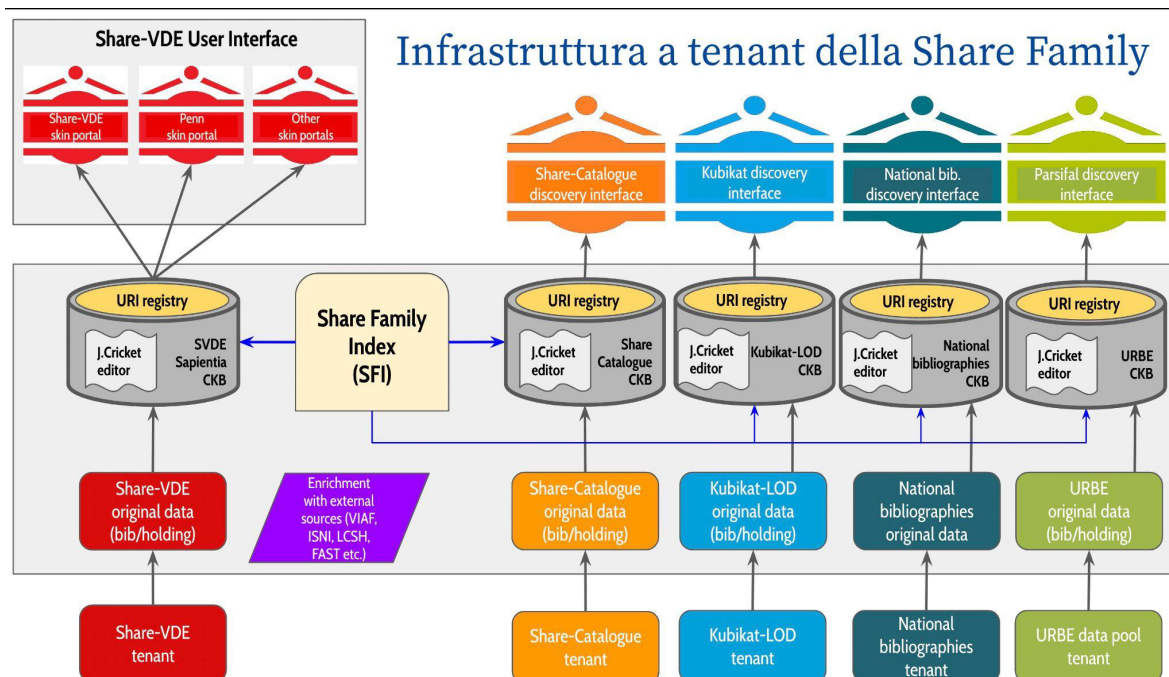 Share-VDE User Interface
Infrastruttura a tenant della Share Family
Share-VDE
skin portal
Penn
skin portal
Other
skin portals
Share-Catalogue
discovery interface
Kubikat discovery
interface
National bib.
discovery interface
Parsifal discovery
interface
URI registry
J.Cricket
editor
SVDE
Sapientia
CKB
Share Family
Index
(SFI)
URI registry
J.Cricket
editor
Share
Catalogue
CKB
URI registry
J.Cricket
editor
Kubikat-LOD
CKB
URI registry
J.Cricket
editor
National
bibliographies
CKB
URI registry
J.Cricket
editor
URBE
CKB
Share-VDE
original data
(bib/holding)
Enrichment
with external
sources (VIAF,
ISNI, LCSH,
FAST etc.)
Share-Catalogue
original data
(bib/holding)
Kubikat-LOD
original data
(bib/holding)
National
bibliographies
original data
URBE
original data
(bib/holding)
Share-VDE
tenant
Share-Catalogue
tenant
Kubikat-LOD
tenant
National
bibliographies
tenant
URBE data pool
tenant